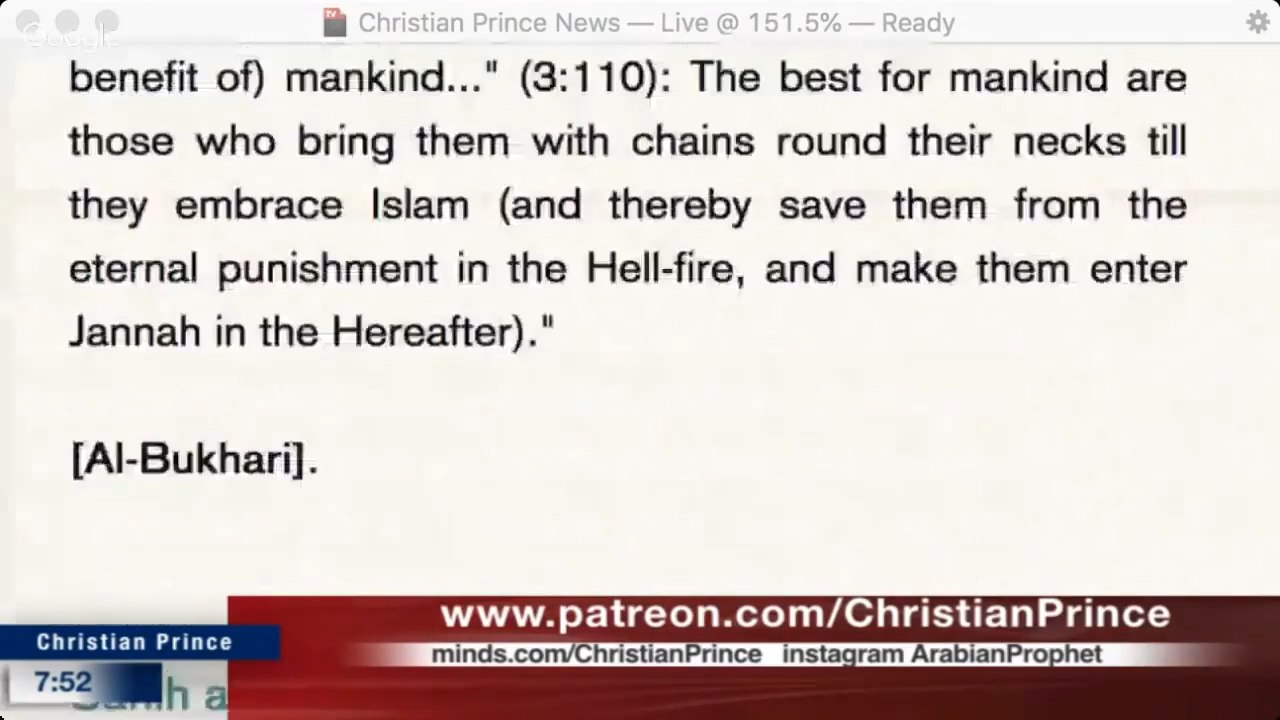 Christian Prince News — Live @ 151.5% — Ready
Google
benefit of) mankind..." (3:110): The best for mankind are
those who bring them with chains round their necks till
they embrace Islam (and thereby save them from the
eternal punishment in the Hell-fire, and make them enter
Jannah in the Hereafter)."
[Al-Bukhari].
www.patreon.com/ChristianPrince
Christian Prince
minds.com/ChristianPrince instagram ArabianProphet
7:52